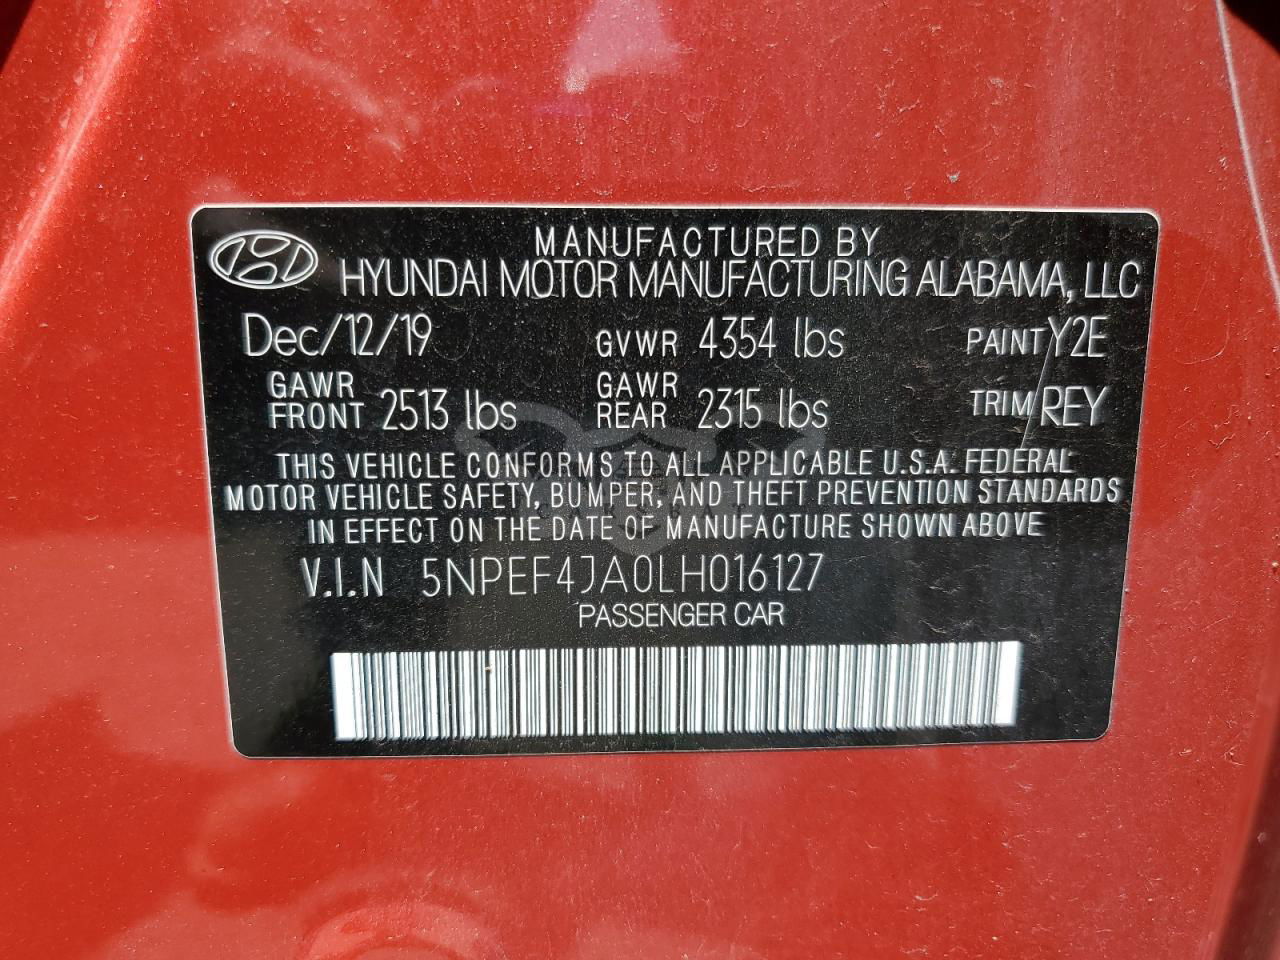 MANUFACTURED BY
HYUNDAI MOTOR MANUFACTURING ALABAMA, LLC
Dec/12/19 GVWR 4354 lbs PAINT Y2E
GAWR FRONT 2513 lbs GAWR REAR 2315 lbs TRIM REY
THIS VEHICLE CONFORMS TO ALL APPLICABLE U.S.A. FEDERAL
MOTOR VEHICLE SAFETY, BUMPER, AND THEFT PREVENTION STANDARDS
IN EFFECT ON THE DATE OF MANUFACTURE SHOWN ABOVE
V.I.N 5NPEF4JA0LH016127
PASSENGER CAR